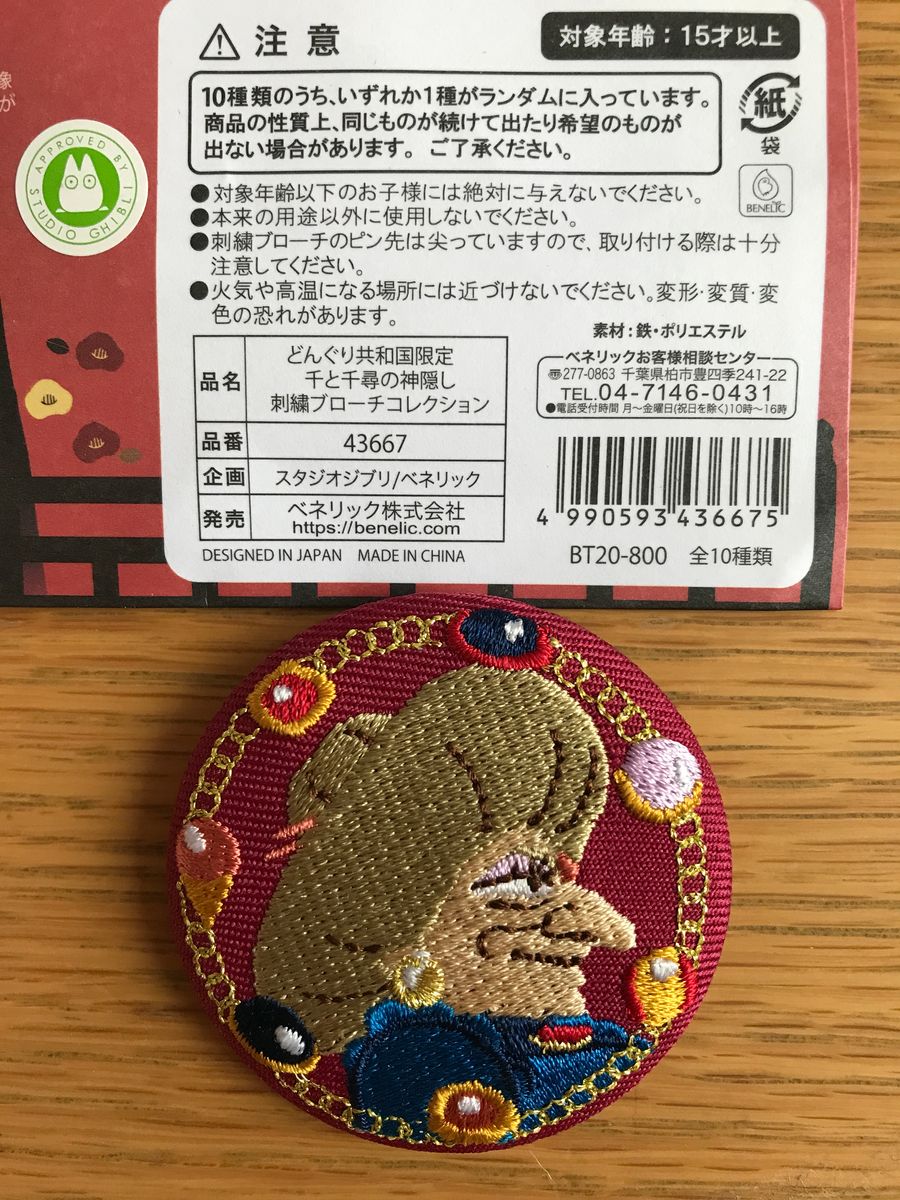 注意
対象年齢：15才以上
10種類のうち、いずれか1種がランダムに入っています。
商品の性質上、同じものが続けて出たり希望のものが
出ない場合があります。ご了承ください。
紙
袋
BENELIC
像
が
APPROVED BY
STUDIO GHIBLI
●対象年齢以下のお子様には絶対に与えないでください。
●本来の用途以外に使用しないでください。
●刺繍ブローチのピン先は尖っていますので、取り付ける際は十分
注意してください。
●火気や高温になる場所には近づけないでください。変形・変質・変
色の恐れがあります。
素材：鉄・ポリエステル
品名
どんぐり共和国限定
千と千尋の神隠し
刺繍ブローチコレクション
品番 43667
企画 スタジオジブリ/ベネリック
発売 ベネリック株式会社
https://benelic.com
ベネリックお客様相談センター
〠277-0863 千葉県柏市豊四季241-22
TEL.04-7146-0431
●電話受付時間 月～金曜日(祝日を除く)10時～16時
4 990593 436675
DESIGNED IN JAPAN MADE IN CHINA
BT20-800 全10種類